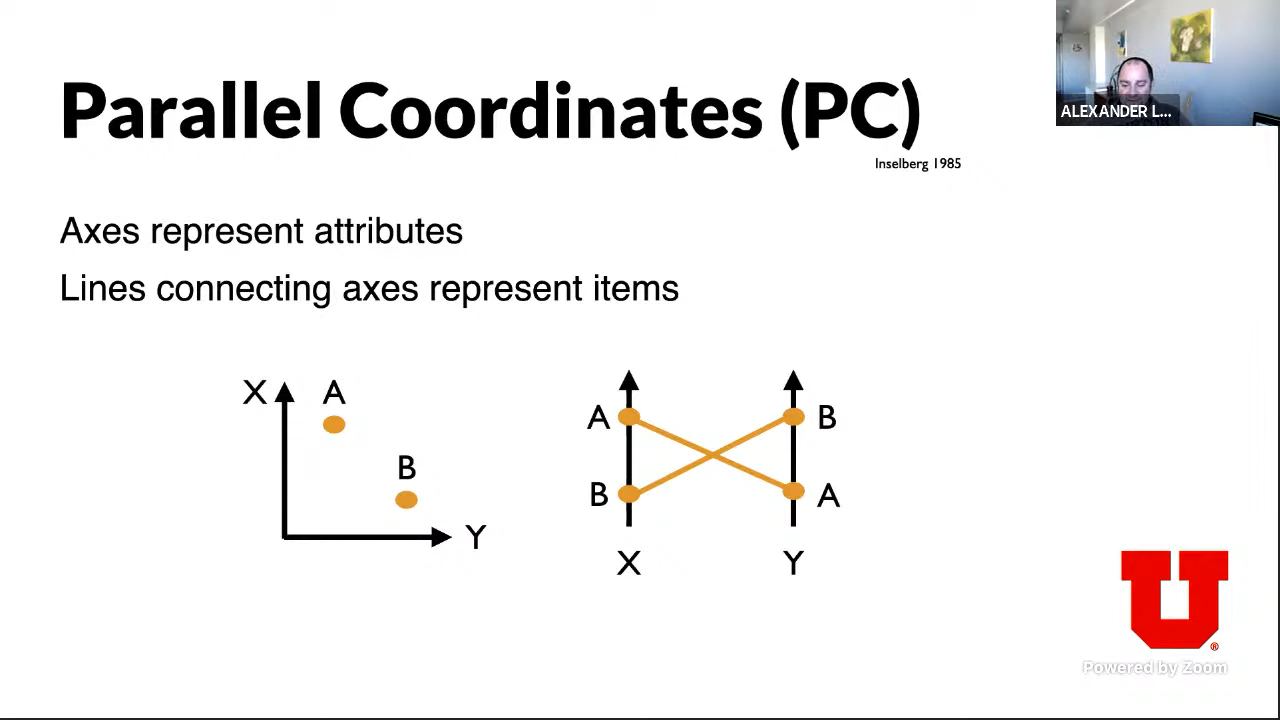 Parallel Coordinates (PC)
ALEXANDER L...
Inselberg 1985
Axes represent attributes
Lines connecting axes represent items
X
A
B
Y
A
B
B
A
X
Y
U
®
Powered by Zoom